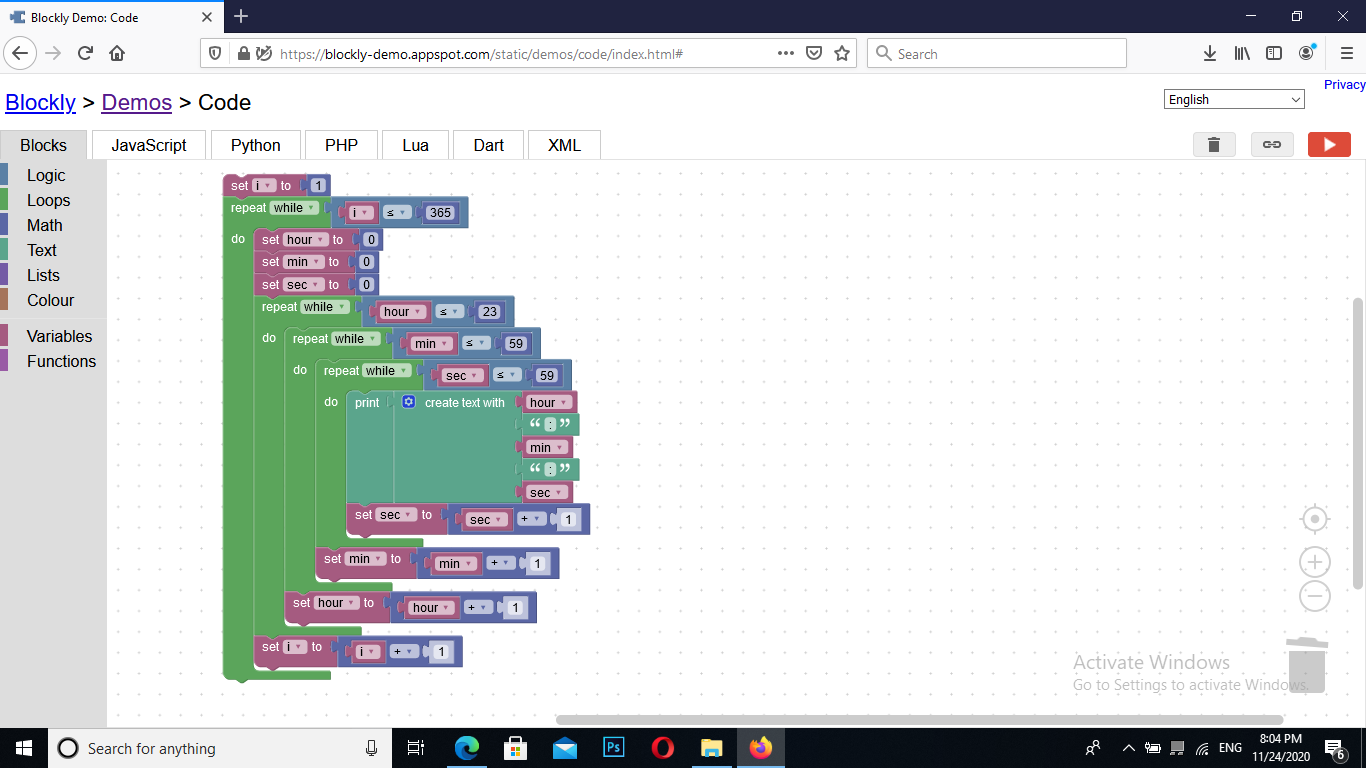 Blockly Demo: Code
https://blockly-demo.appspot.com/static/demos/code/index.html#
Search
Privacy
Blockly > Demos > Code
English
Blocks JavaScript Python PHP Lua Dart XML
Logic
Loops
Math
Text
Lists
Colour
Variables
Functions
set i to 1
repeat while i ≤ 365
do set hour to 0
set min to 0
set sec to 0
repeat while hour ≤ 23
do repeat while min ≤ 59
do repeat while sec ≤ 59
do print create text with hour
“ : ”
min
“ : ”
sec
set sec to sec + 1
set min to min + 1
set hour to hour + 1
set i to i + 1
Activate Windows
Go to Settings to activate Windows.
Search for anything
Ps
ENG
8:04 PM
11/24/2020
6